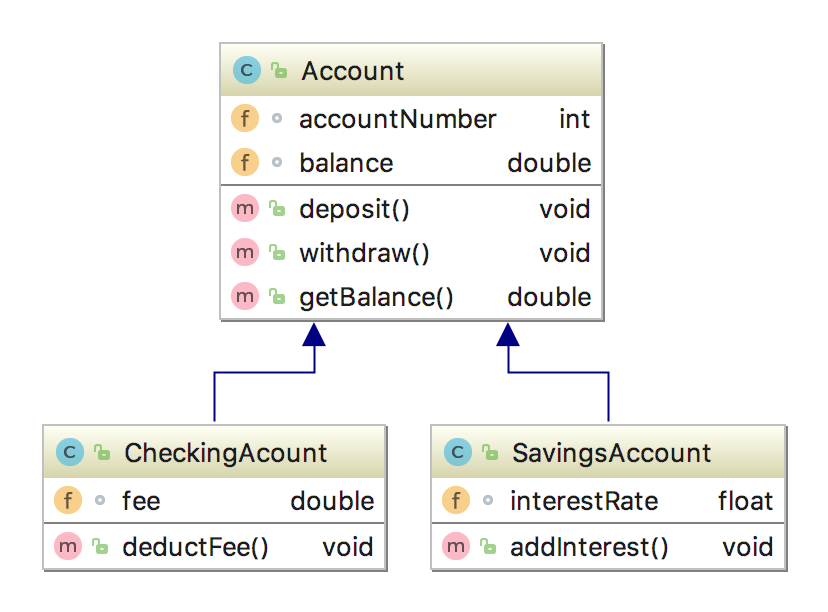 C Account
f accountNumber int
f balance double
m deposit() void
m withdraw() void
m getBalance() double
C CheckingAcount
f fee double
m deductFee() void
C SavingsAccount
f interestRate float
m addInterest() void